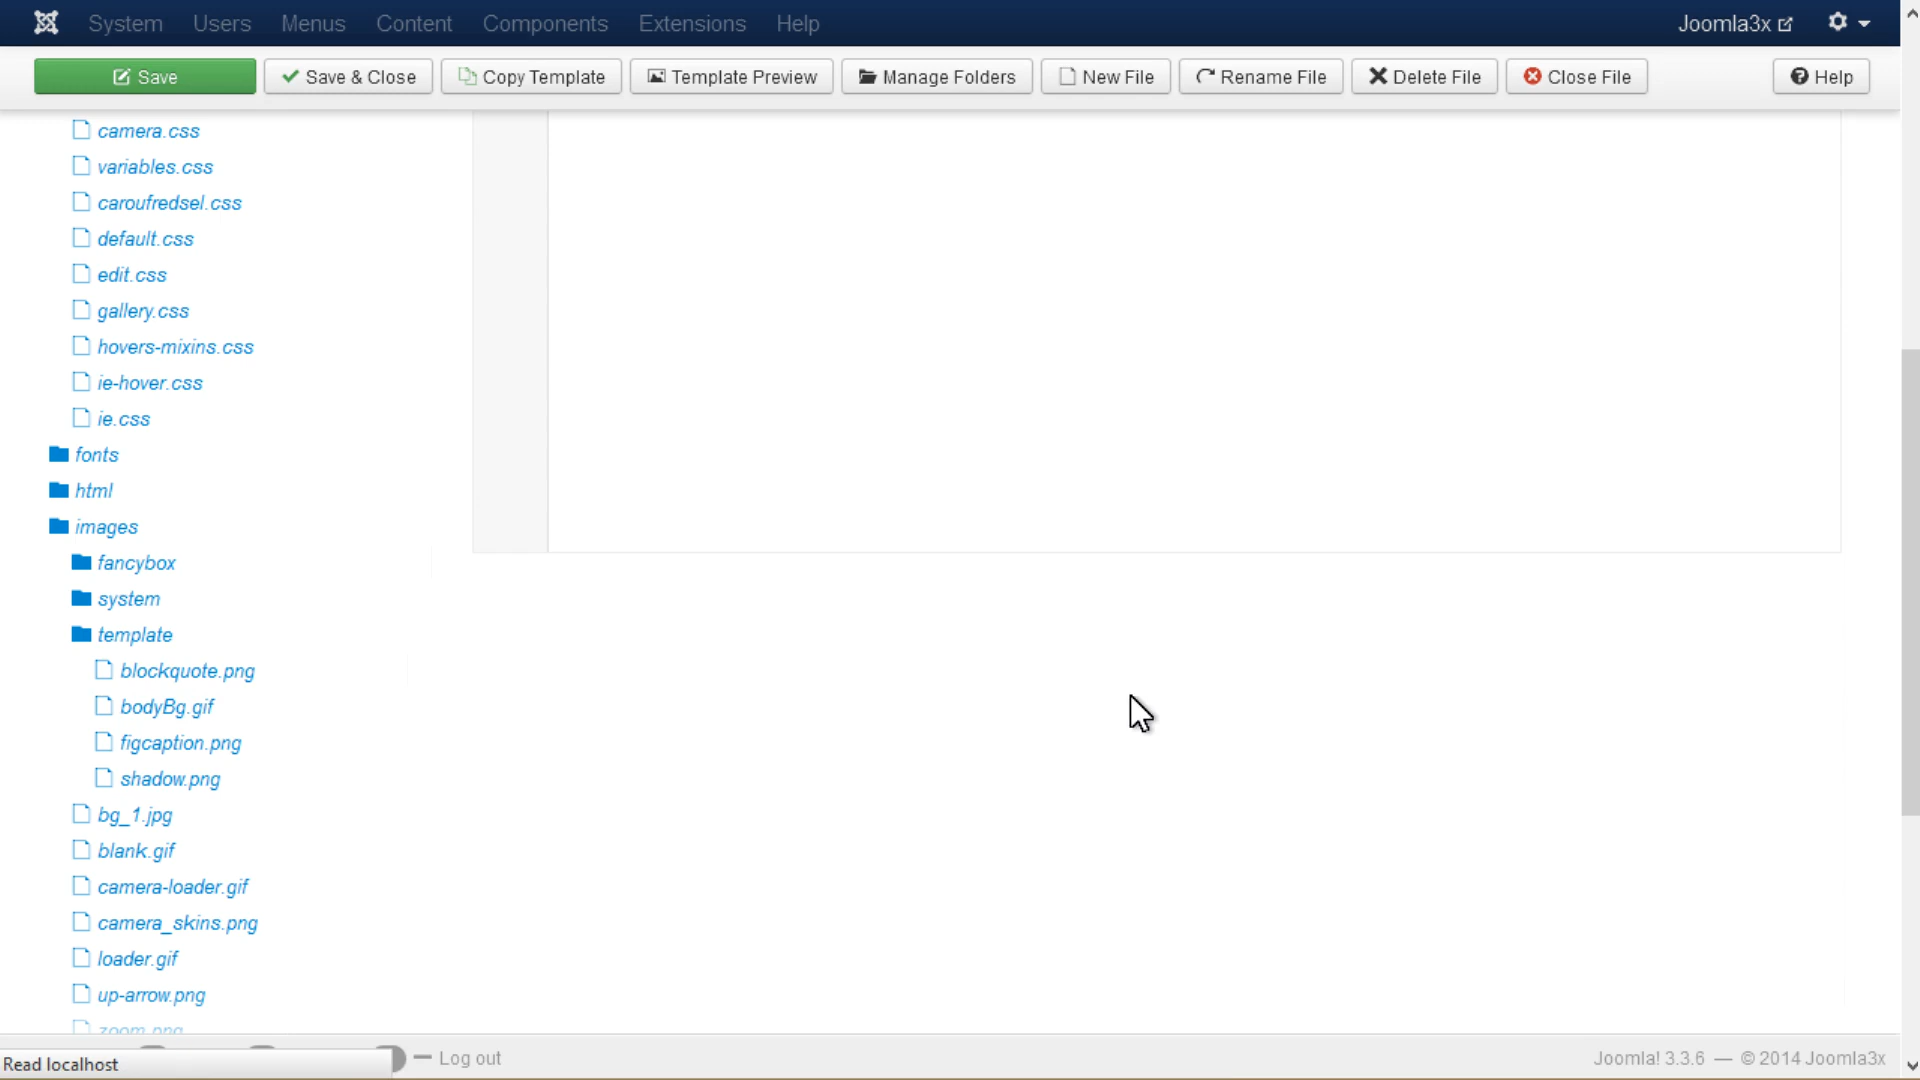 System Users Menus Content Components Extensions Help Joomla3x
Save Save & Close Copy Template Template Preview Manage Folders New File Rename File Delete File Close File Help
camera.css
variables.css
caroufredsel.css
default.css
edit.css
gallery.css
hovers-mixins.css
ie-hover.css
ie.css
fonts
html
images
fancybox
system
template
blockquote.png
bodyBg.gif
figcaption.png
shadow.png
bg_1.jpg
blank.gif
camera-loader.gif
camera_skins.png
loader.gif
up-arrow.png
zoom.png
Log out Joomla! 3.3.6 — © 2014 Joomla3x
Read localhost